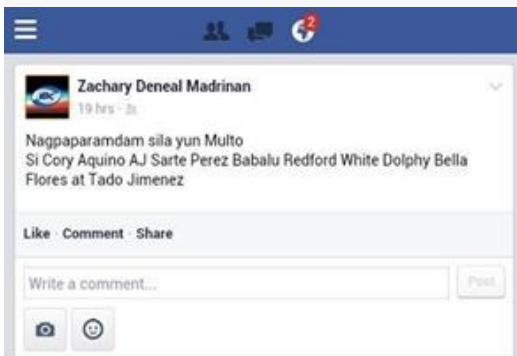 2
Zachary Deneal Madrinan
19 hrs ·
Nagpaparamdam sila yun Multo
Si Cory Aquino AJ Sarte Perez Babalu Redford White Dolphy Bella
Flores at Tado Jimenez
Like · Comment · Share
Write a comment...
Post